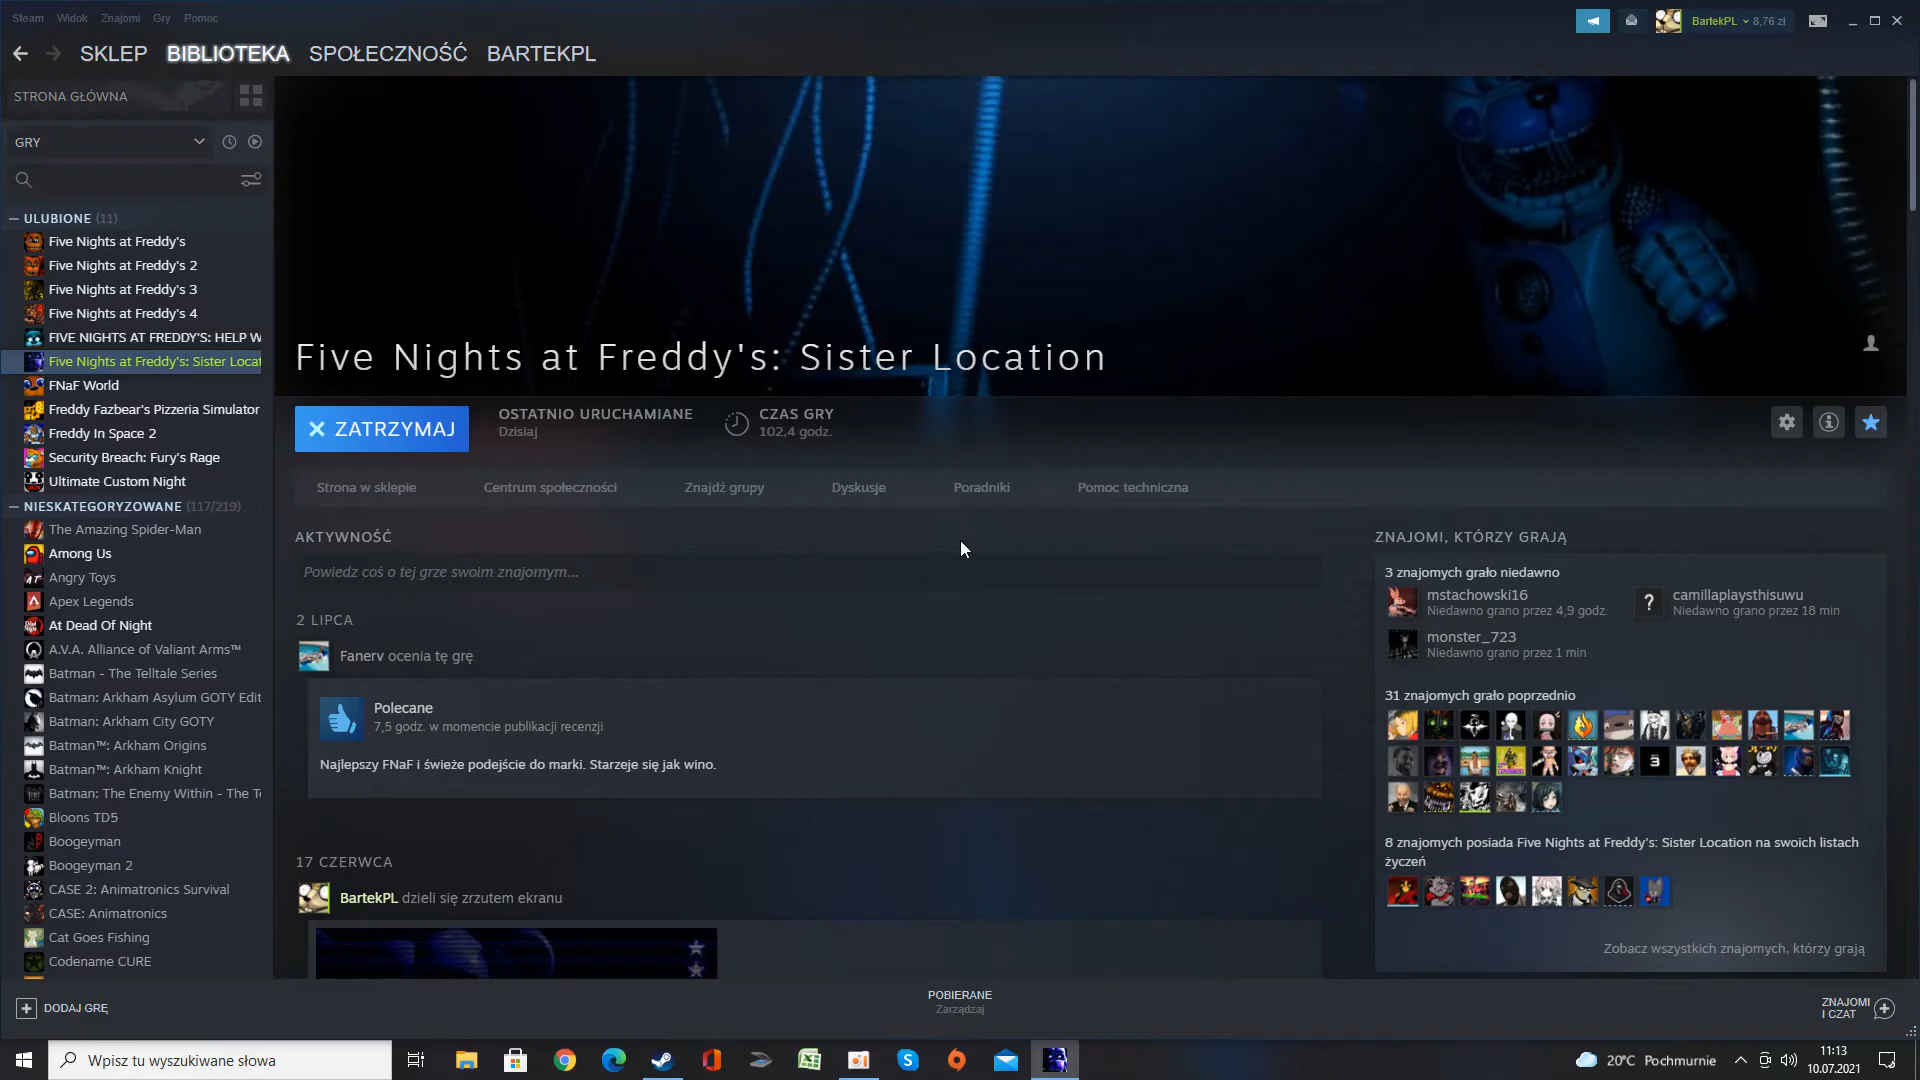 Steam Widok Znajomi Gry Pomoc
BartekPL 8,76 zł
SKLEP BIBLIOTEKA SPOŁECZNOŚĆ BARTEKPL
STRONA GŁÓWNA
GRY
— ULUBIONE (11)
Five Nights at Freddy's
Five Nights at Freddy's 2
Five Nights at Freddy's 3
Five Nights at Freddy's 4
FIVE NIGHTS AT FREDDY'S: HELP W
Five Nights at Freddy's: Sister Locat
FNaF World
Freddy Fazbear's Pizzeria Simulator
Freddy In Space 2
Security Breach: Fury's Rage
Ultimate Custom Night
— NIESKATEGORYZOWANE (117/219)
The Amazing Spider-Man
Among Us
Angry Toys
Apex Legends
At Dead Of Night
A.V.A. Alliance of Valiant Arms™
Batman - The Telltale Series
Batman: Arkham Asylum GOTY Edit
Batman: Arkham City GOTY
Batman™: Arkham Origins
Batman™: Arkham Knight
Batman: The Enemy Within - The Te
Bloons TD5
Boogeyman
Boogeyman 2
CASE 2: Animatronics Survival
CASE: Animatronics
Cat Goes Fishing
Codename CURE
DODAJ GRĘ
Five Nights at Freddy's: Sister Location
ZATRZYMAJ
OSTATNIO URUCHAMIANE
Dzisiaj
CZAS GRY
102,4 godz.
Strona w sklepie Centrum społeczności Znajdź grupy Dyskusje Poradniki Pomoc techniczna
AKTYWNOŚĆ
Powiedz coś o tej grze swoim znajomym...
2 LIPCA
Fanerv ocenia tę grę
Polecane
7,5 godz. w momencie publikacji recenzji
Najlepszy FNaF i świeże podejście do marki. Starzeje się jak wino.
17 CZERWCA
BartekPL dzieli się zrzutem ekranu
ZNAJOMI, KTÓRZY GRAJĄ
3 znajomych grało niedawno
mstachowski16
Niedawno grano przez 4,9 godz.
camillaplaysthisuwu
Niedawno grano przez 18 min
monster_723
Niedawno grano przez 1 min
31 znajomych grało poprzednio
8 znajomych posiada Five Nights at Freddy's: Sister Location na swoich listach
życzeń
Zobacz wszystkich znajomych, którzy grają
POBIERANE
Zarządzaj
ZNAJOMI
I CZAT
Wpisz tu wyszukiwane słowa
20°C Pochmurnie
11:13
10.07.2021